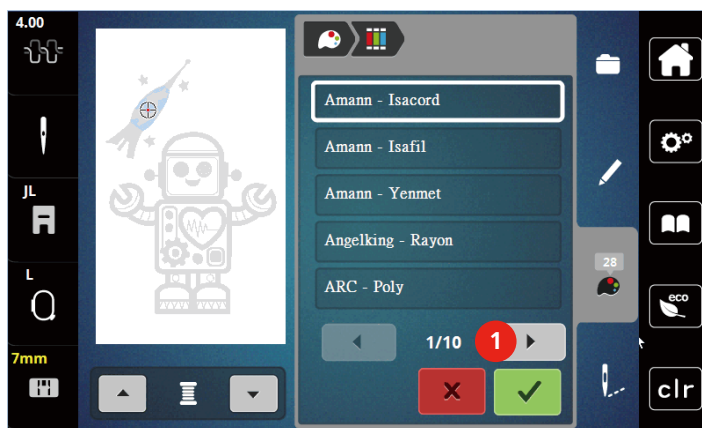 4.00
JL
L
7mm
Amann - Isacord
Amann - Isafil
Amann - Yenmet
Angelking - Rayon
ARC - Poly
1/10
1
28
eco
clr